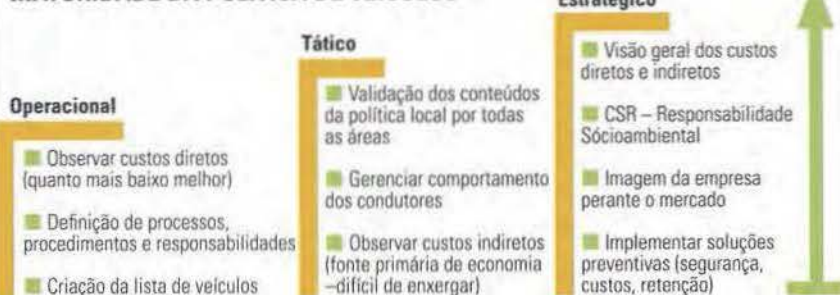 Operacional
Observar custos diretos
(quanto mais baixo melhor)
Definição de processos,
procedimentos e responsabilidades
Criação da lista de veículos
Tático
Validação dos conteúdos
da política local por todas
as áreas
Gerenciar comportamento
dos condutores
Observar custos indiretos
(fonte primária de economia
–difícil de enxergar)
Estratégico
Visão geral dos custos
diretos e indiretos
CSR – Responsabilidade
Sócioambiental
Imagem da empresa
perante o mercado
Implementar soluções
preventivas (segurança,
custos, retenção)